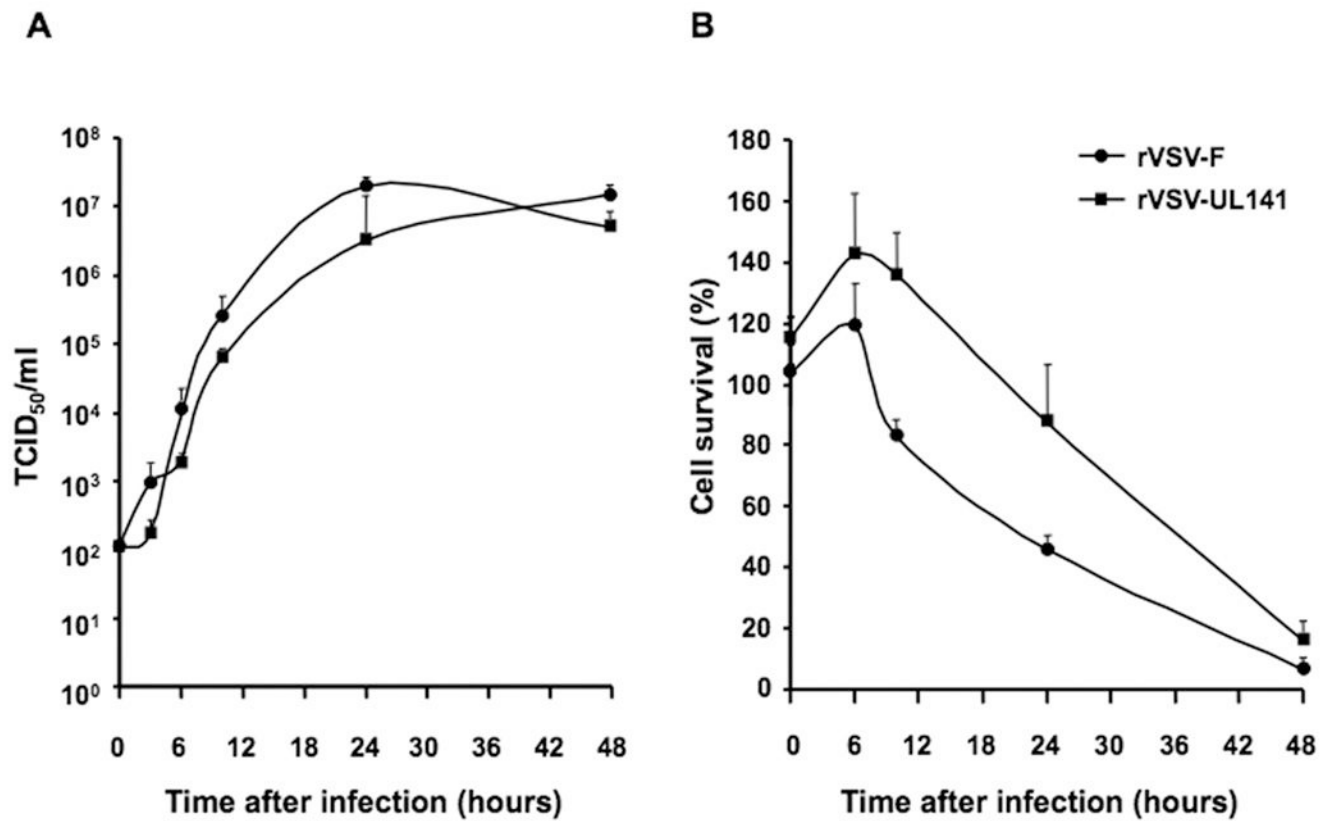 A
B
10⁸
10⁷
10⁶
10⁵
10⁴
10³
10²
10¹
10⁰
TCID₅₀/ml
0 6 12 18 24 30 36 42 48
Time after infection (hours)
180
160
140
120
100
80
60
40
20
0
Cell survival (%)
rVSV-F
rVSV-UL141
0 6 12 18 24 30 36 42 48
Time after infection (hours)